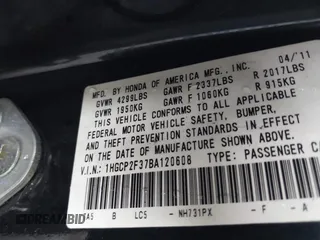 MFD. BY HONDA OF AMERICA MFG., INC. 04/11
GVWR 4299LBS GAWR F 2337LBS R 2017LBS
GVWR 1950KG GAWR F 1060KG R 915KG
THIS VEHICLE CONFORMS TO ALL APPLICABLE
FEDERAL MOTOR VEHICLE SAFETY, BUMPER,
AND THEFT PREVENTION STANDARDS IN EFFECT
ON THE DATE OF MANUFACTURE SHOWN ABOVE.
V.I.N.: 1HGCP2F37BA120608 TYPE: PASSENGER CA
A5 B LC5 - NH731PX - F - A